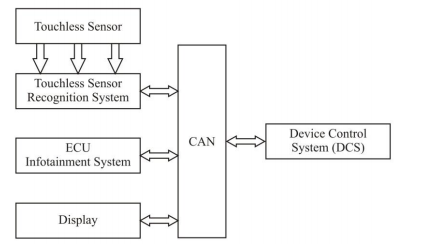 Touchless Sensor
Touchless Sensor
Recognition System
ECU
Infotainment System
CAN
Device Control
System (DCS)
Display